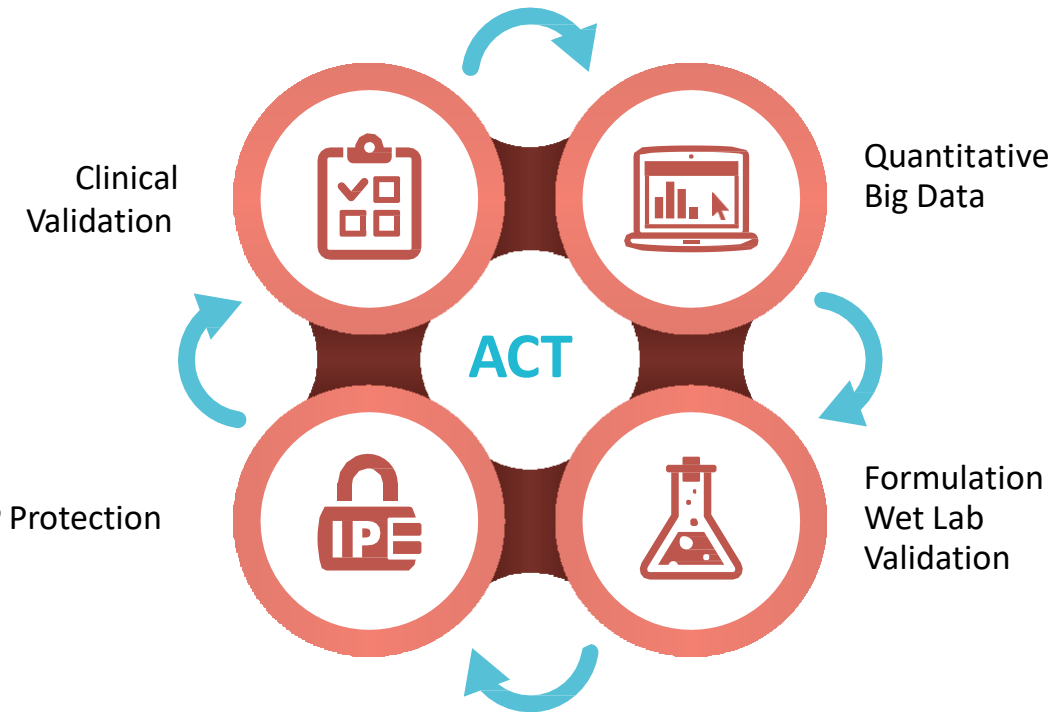 Clinical
Validation
Quantitative
Big Data
ACT
Protection
IP
Formulation
Wet Lab
Validation